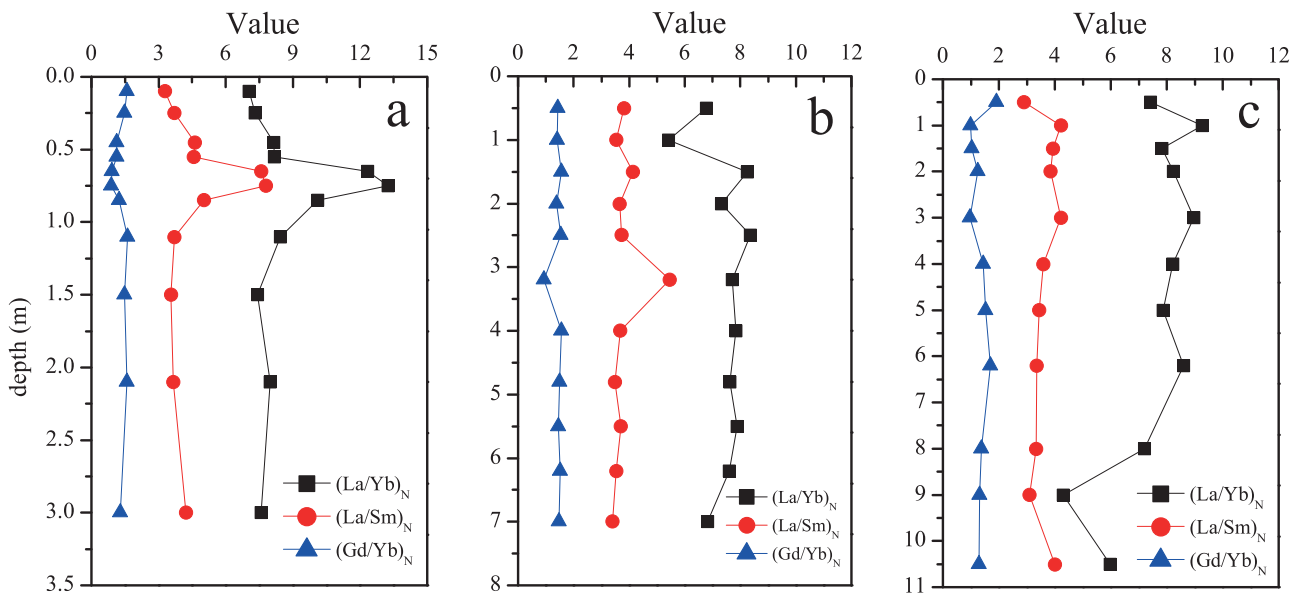 Value
0 3 6 9 12 15
0.0
0.5
1.0
1.5
2.0
2.5
3.0
3.5
depth (m)
a
(La/Yb)N
(La/Sm)N
(Gd/Yb)N
Value
0 2 4 6 8 10 12
0
1
2
3
4
5
6
7
8
b
(La/Yb)N
(La/Sm)N
(Gd/Yb)N
Value
0 2 4 6 8 10 12
0
1
2
3
4
5
6
7
8
9
10
11
c
(La/Yb)N
(La/Sm)N
(Gd/Yb)N